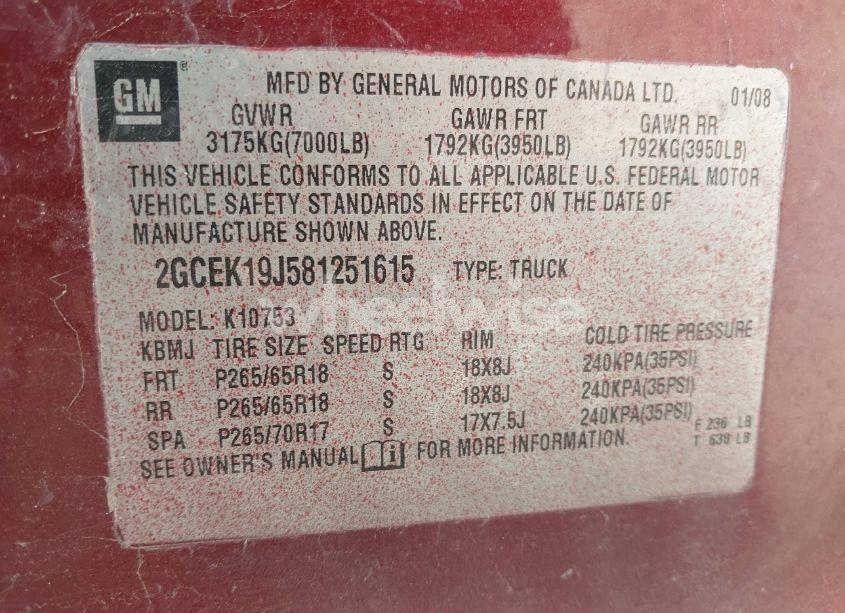 GM ®
MFD BY GENERAL MOTORS OF CANADA LTD. 01/08
GVWR GAWR FRT GAWR RR
3175KG(7000LB) 1792KG(3950LB) 1792KG(3950LB)
THIS VEHICLE CONFORMS TO ALL APPLICABLE U.S. FEDERAL MOTOR
VEHICLE SAFETY STANDARDS IN EFFECT ON THE DATE OF
MANUFACTURE SHOWN ABOVE.
2GCEK19J581251615 TYPE: TRUCK
wheelwise
MODEL: K10753
KBMJ TIRE SIZE SPEED RTG RIM COLD TIRE PRESSURE
FRT P265/65R18 S 18X8J 240KPA(35PSI)
RR P265/65R18 S 18X8J 240KPA(35PSI)
SPA P265/70R17 S 17X7.5J 240KPA(35PSI)
F 236 LB
SEE OWNER'S MANUAL FOR MORE INFORMATION. T 638 LB